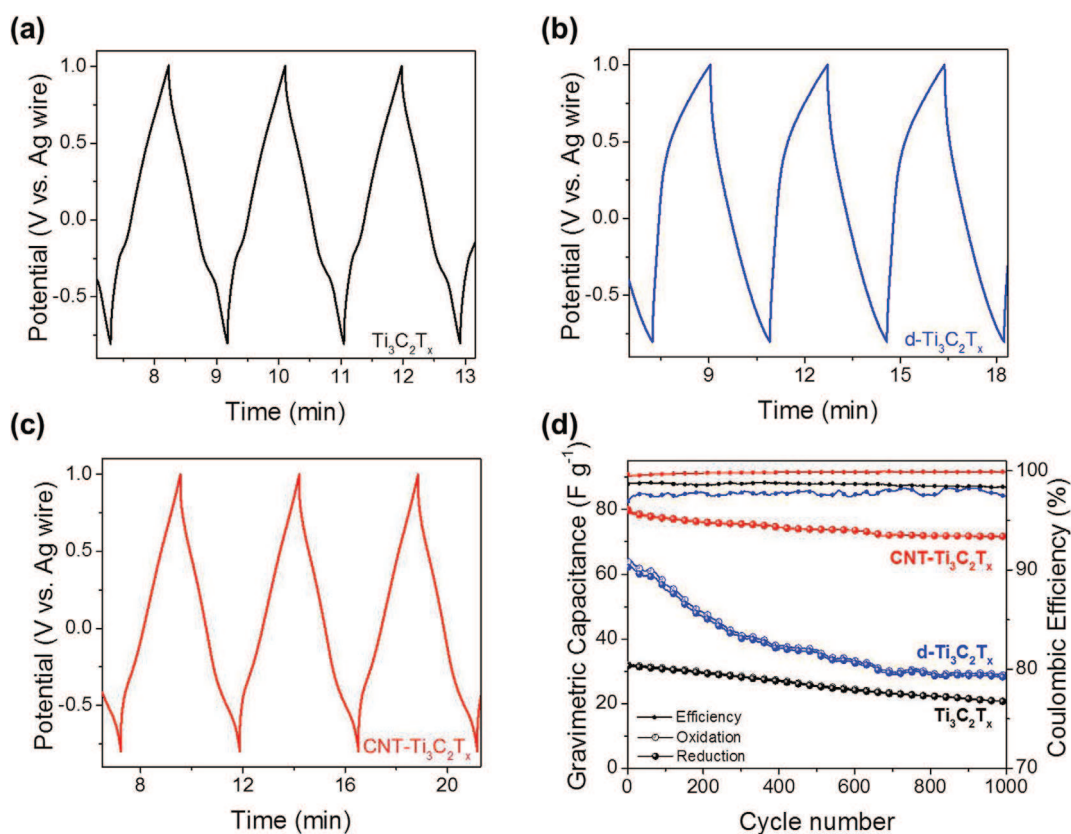 (a)
Potential (V vs. Ag wire)
1.0
0.5
0.0
-0.5
8 9 10 11 12 13
Time (min)
Ti₃C₂Tₓ
(b)
Potential (V vs. Ag wire)
1.0
0.5
0.0
-0.5
9 12 15 18
Time (min)
d-Ti₃C₂Tₓ
(c)
Potential (V vs. Ag wire)
1.0
0.5
0.0
-0.5
8 12 16 20
Time (min)
CNT-Ti₃C₂Tₓ
(d)
Gravimetric Capacitance (F g⁻¹)
80
60
40
20
0
CNT-Ti₃C₂Tₓ
d-Ti₃C₂Tₓ
Ti₃C₂Tₓ
Efficiency
Oxidation
Reduction
0 200 400 600 800 1000
Cycle number
100
90
80
70
Coulombic Efficiency (%)